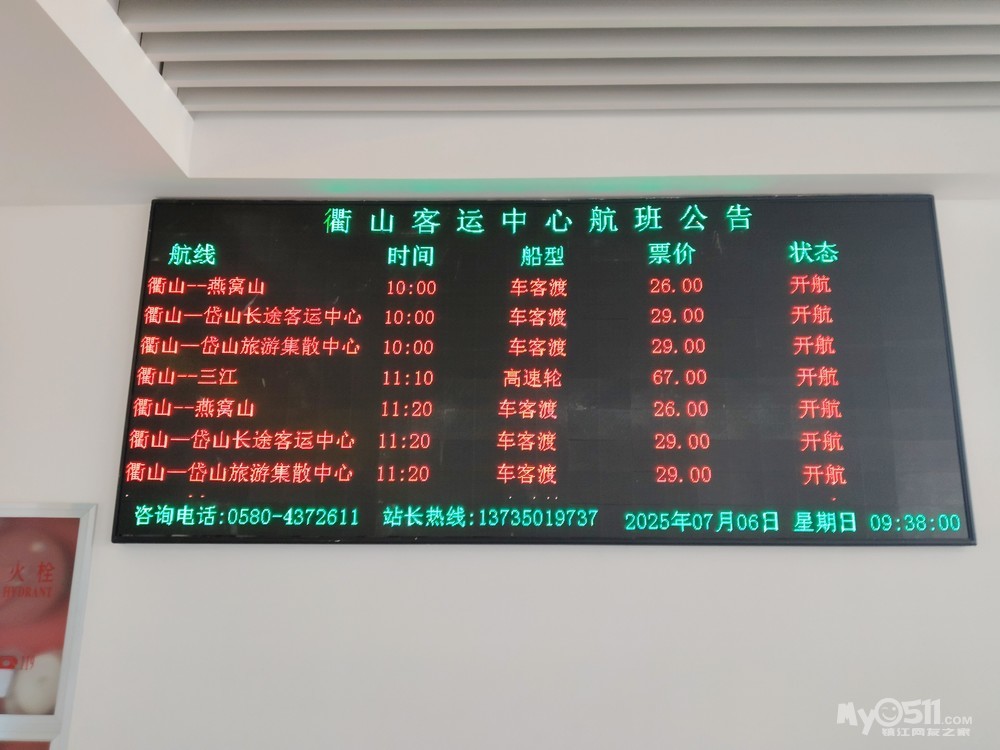 衢山客运中心航班公告
航线 时间 船型 票价 状态
衢山--燕窝山 10:00 车客渡 26.00 开航
衢山—岱山长途客运中心 10:00 车客渡 29.00 开航
衢山—岱山旅游集散中心 10:00 车客渡 29.00 开航
衢山--三江 11:10 高速轮 67.00 开航
衢山--燕窝山 11:20 车客渡 26.00 开航
衢山—岱山长途客运中心 11:20 车客渡 29.00 开航
衢山—岱山旅游集散中心 11:20 车客渡 29.00 开航
咨询电话:0580-4372611 站长热线:13735019737 2025年07月06日 星期日 09:38:00
火栓
HYDRANT
119
My0511.COM
镇江网友之家